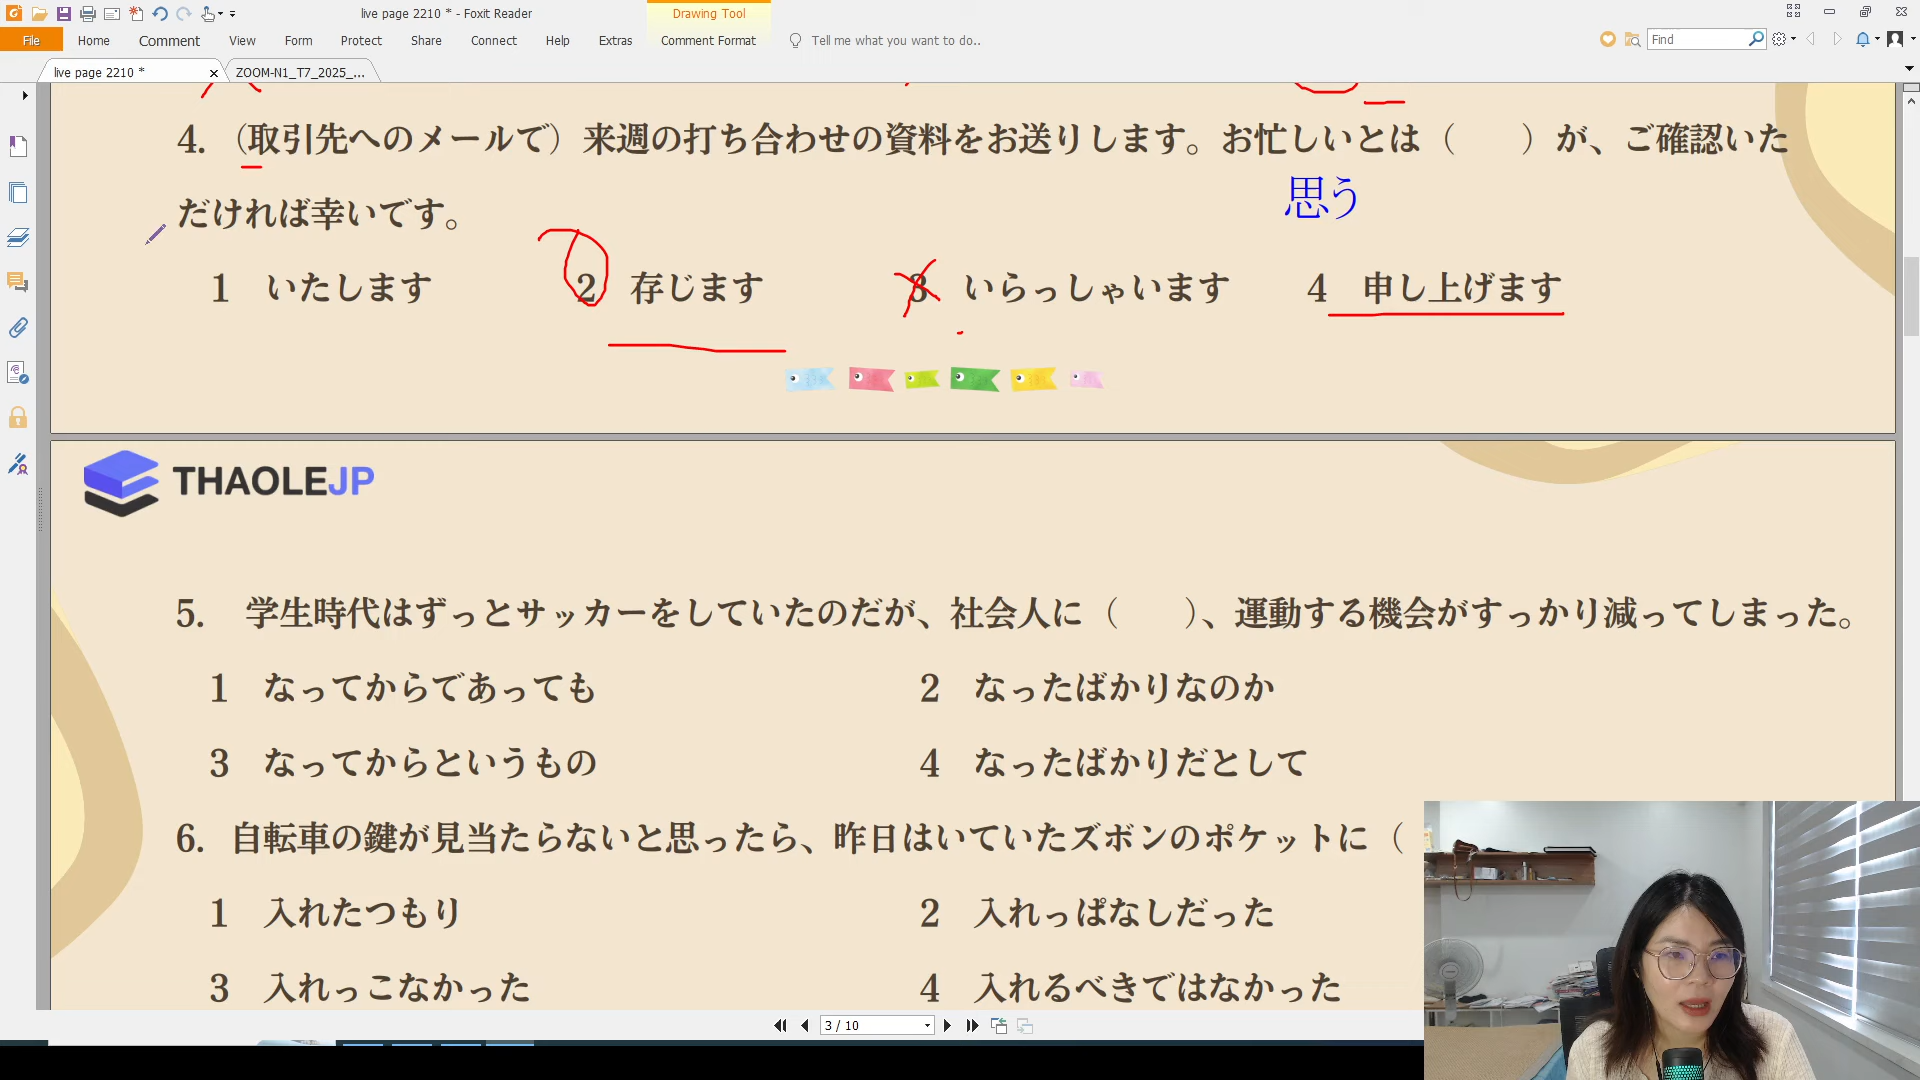 live page 2210 * - Foxit Reader
Drawing Tool
File Home Comment View Form Protect Share Connect Help Extras Comment Format Tell me what you want to do.. Find
live page 2210 * ZOOM-N1_T7_2025_...
4. （取引先へのメールで）来週の打ち合わせの資料をお送りします。お忙しいとは（　　）が、ご確認いた
だければ幸いです。
思う
1 いたします 2 存じます 3 いらっしゃいます 4 申し上げます
THAOLEJP
5. 学生時代はずっとサッカーをしていたのだが、社会人に（　　）、運動する機会がすっかり減ってしまった。
1 なってからであっても 2 なったばかりなのか
3 なってからというもの 4 なったばかりだとして
6. 自転車の鍵が見当たらないと思ったら、昨日はいていたズボンのポケットに（
1 入れたつもり 2 入れっぱなしだった
3 入れっこなかった 4 入れるべきではなかった
3 / 10